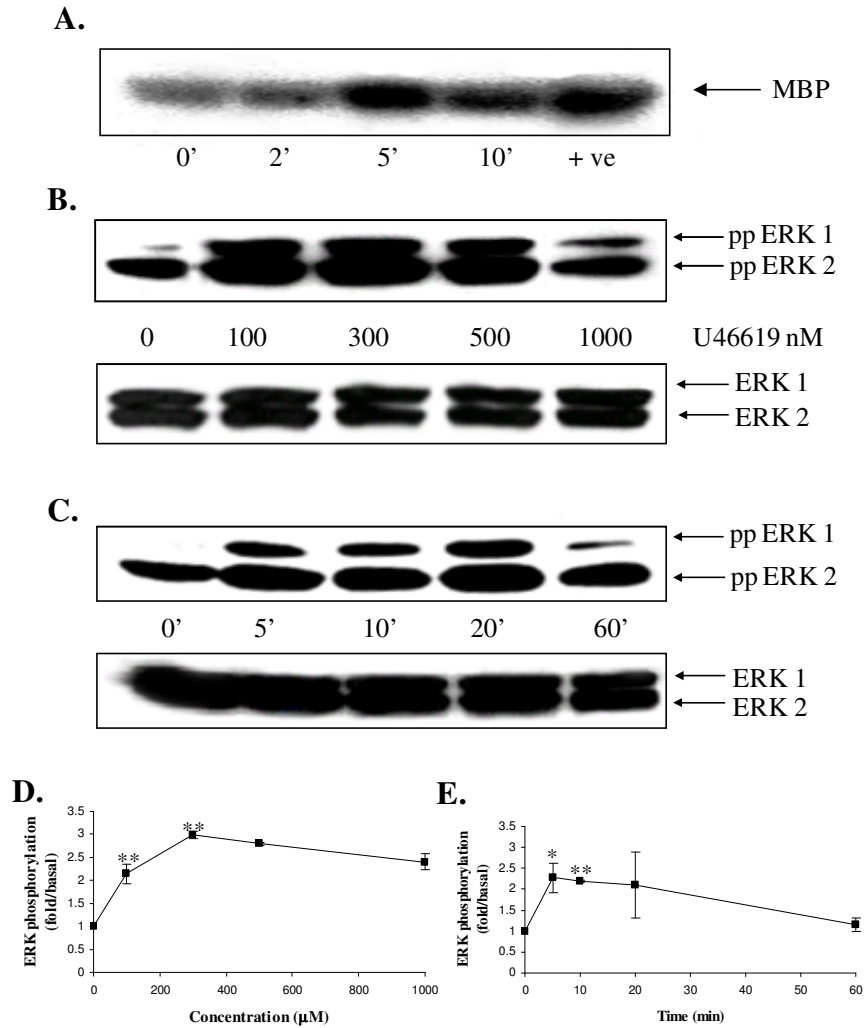 A.
MBP
0’ 2’ 5’ 10’ + ve
B.
pp ERK 1
pp ERK 2
0 100 300 500 1000 U46619 nM
ERK 1
ERK 2
C.
pp ERK 1
pp ERK 2
0’ 5’ 10’ 20’ 60’
ERK 1
ERK 2
D.
ERK phosphorylation
(fold/basal)
3.5
3
2.5
2
1.5
1
0.5
0
**
**
0 200 400 600 800 1000
Concentration (μM)
E.
ERK phosphorylation
(fold/basal)
3.5
3
2.5
2
1.5
1
0.5
0
*
**
0 10 20 30 40 50 60
Time (min)